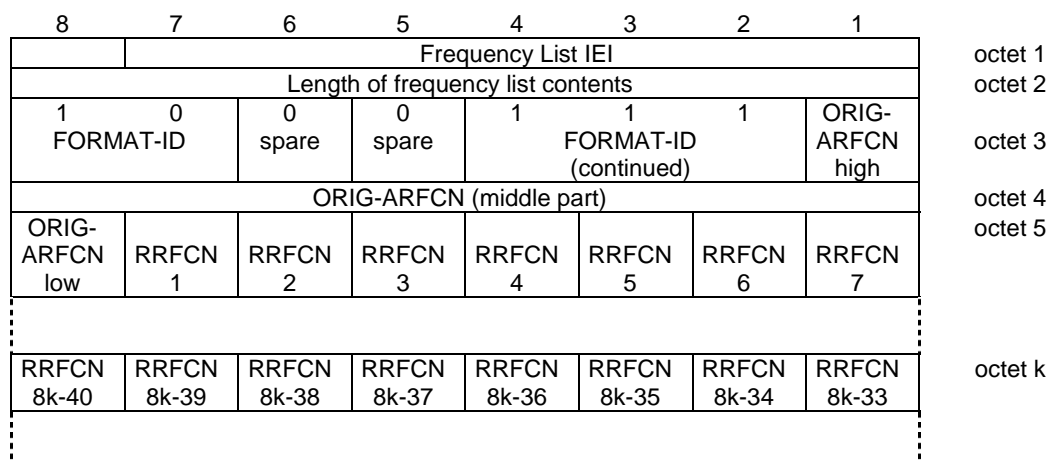 8 7 6 5 4 3 2 1
Frequency List IEI octet 1
Length of frequency list contents octet 2
1 0 0 0 1 1 1 ORIG-
FORMAT-ID spare spare FORMAT-ID ARFCN octet 3
(continued) high
ORIG-ARFCN (middle part) octet 4
ORIG- octet 5
ARFCN RRFCN RRFCN RRFCN RRFCN RRFCN RRFCN RRFCN
low 1 2 3 4 5 6 7
RRFCN RRFCN RRFCN RRFCN RRFCN RRFCN RRFCN RRFCN octet k
8k-40 8k-39 8k-38 8k-37 8k-36 8k-35 8k-34 8k-33